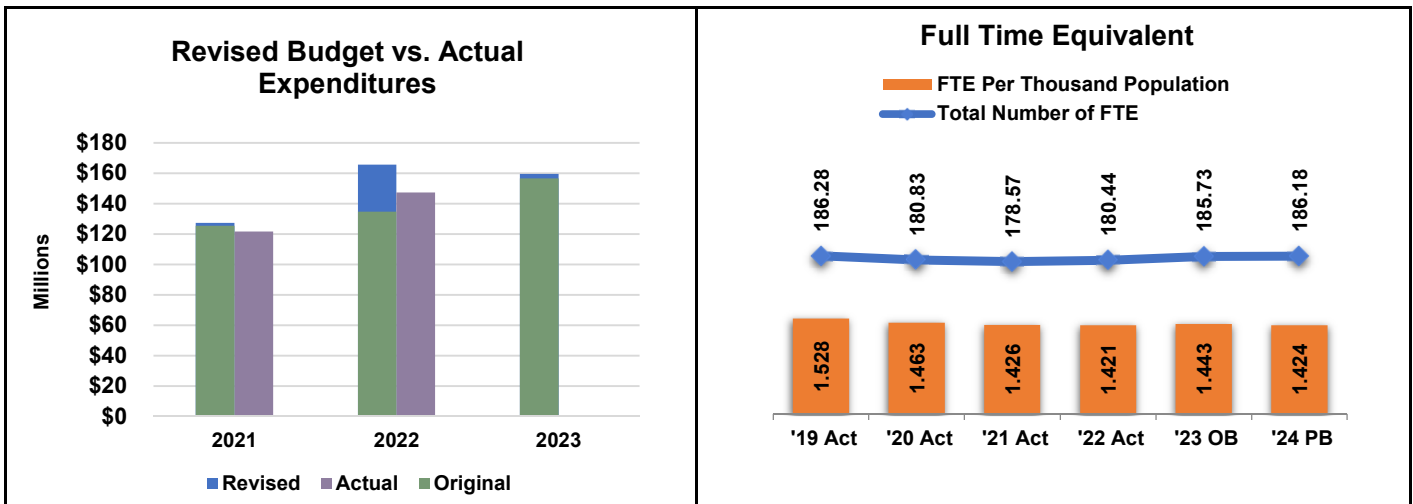 Revised Budget vs. Actual
Expenditures
Millions
$180
$160
$140
$120
$100
$80
$60
$40
$20
$0
2021 2022 2023
Revised Actual Original
Full Time Equivalent
FTE Per Thousand Population
Total Number of FTE
186.28 180.83 178.57 180.44 185.73 186.18
1.528 1.463 1.426 1.421 1.443 1.424
'19 Act '20 Act '21 Act '22 Act '23 OB '24 PB